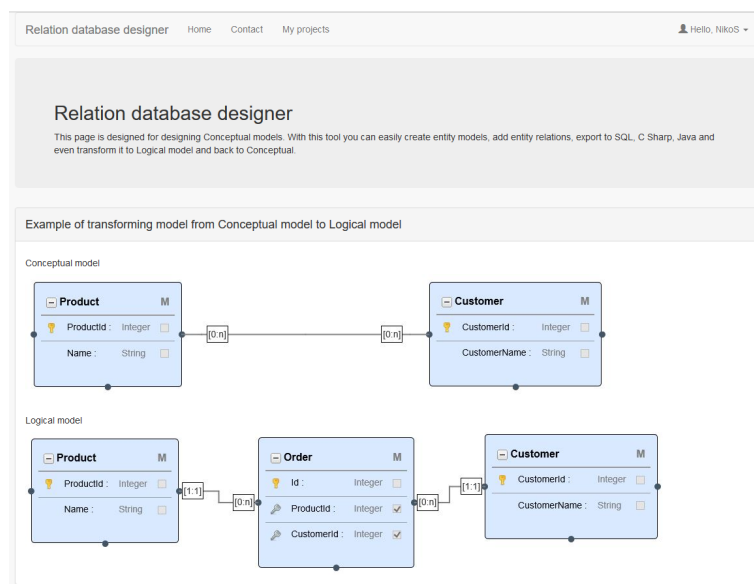 Relation database designer Home Contact My projects Hello, NikoS
Relation database designer
This page is designed for designing Conceptual models. With this tool you can easily create entity models, add entity relations, export to SQL, C Sharp, Java and
even transform it to Logical model and back to Conceptual.
Example of transforming model from Conceptual model to Logical model
Conceptual model
Product M
ProductId : Integer
Name : String
[0:n]
[0:n]
Customer M
CustomerId : Integer
CustomerName : String
Logical model
Product M
ProductId : Integer
Name : String
[1:1]
[0:n]
Order M
Id : Integer
ProductId : Integer
CustomerId : Integer
[0:n]
[1:1]
Customer M
CustomerId : Integer
CustomerName : String